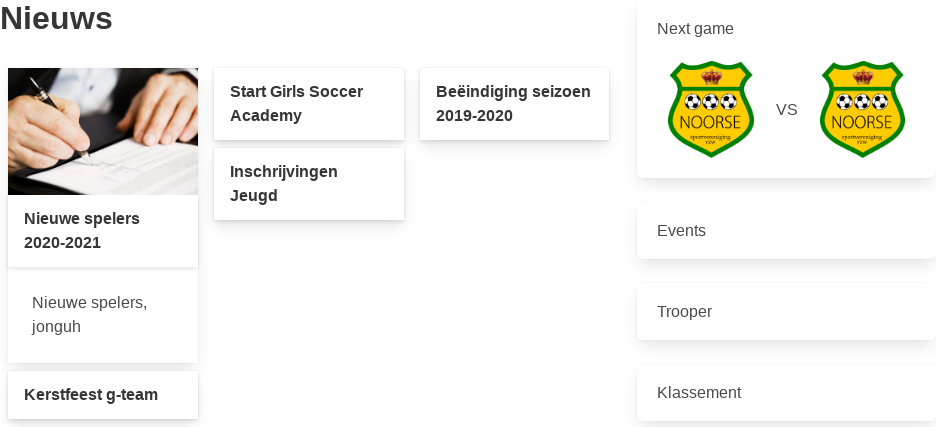 Nieuws
Nieuwe spelers
2020-2021
Nieuwe spelers,
jonguh
Kerstfeest g-team
Start Girls Soccer
Academy
Inschrijvingen
Jeugd
Beëindiging seizoen
2019-2020
Next game
NOORSE
sportvereniging
vzw
VS
NOORSE
sportvereniging
vzw
Events
Trooper
Klassement